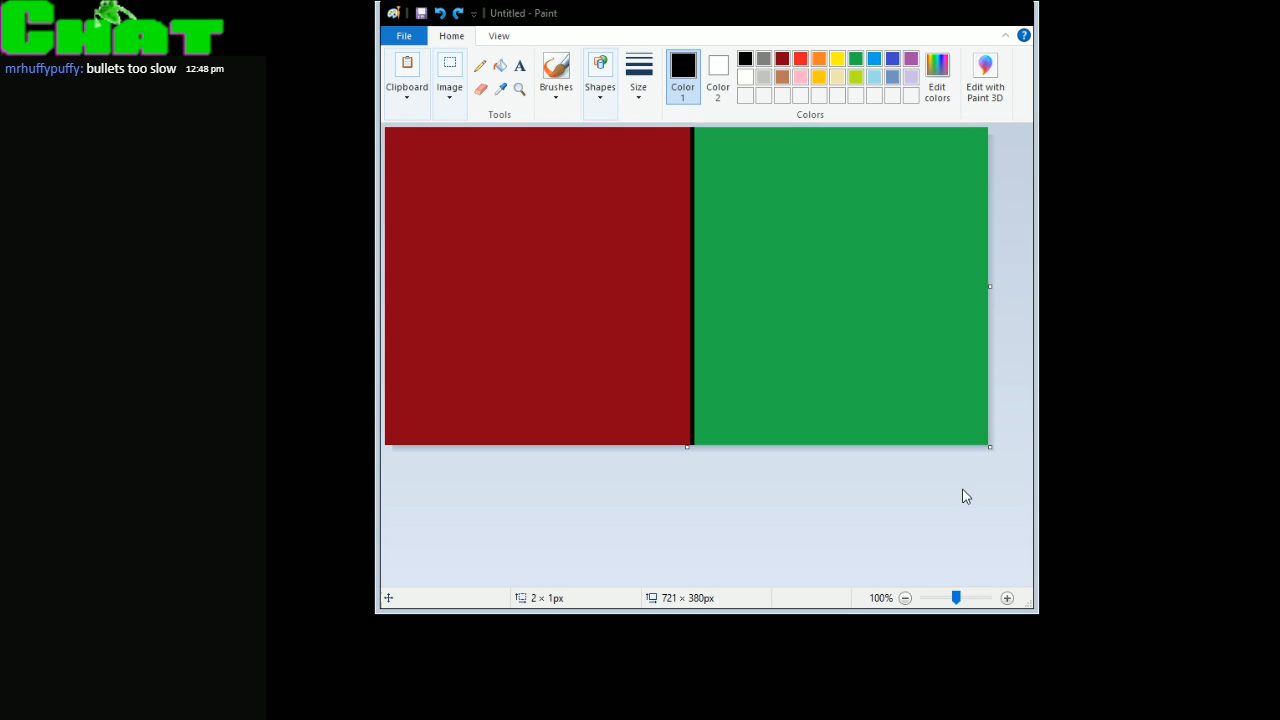 Chat
mrhuffypuffy: bullets too slow 12:48 pm
Untitled - Paint
File Home View
Clipboard Image Tools Brushes Shapes Size Color 1 Color 2 Colors Edit colors Edit with Paint 3D
2 × 1px 721 × 380px 100%